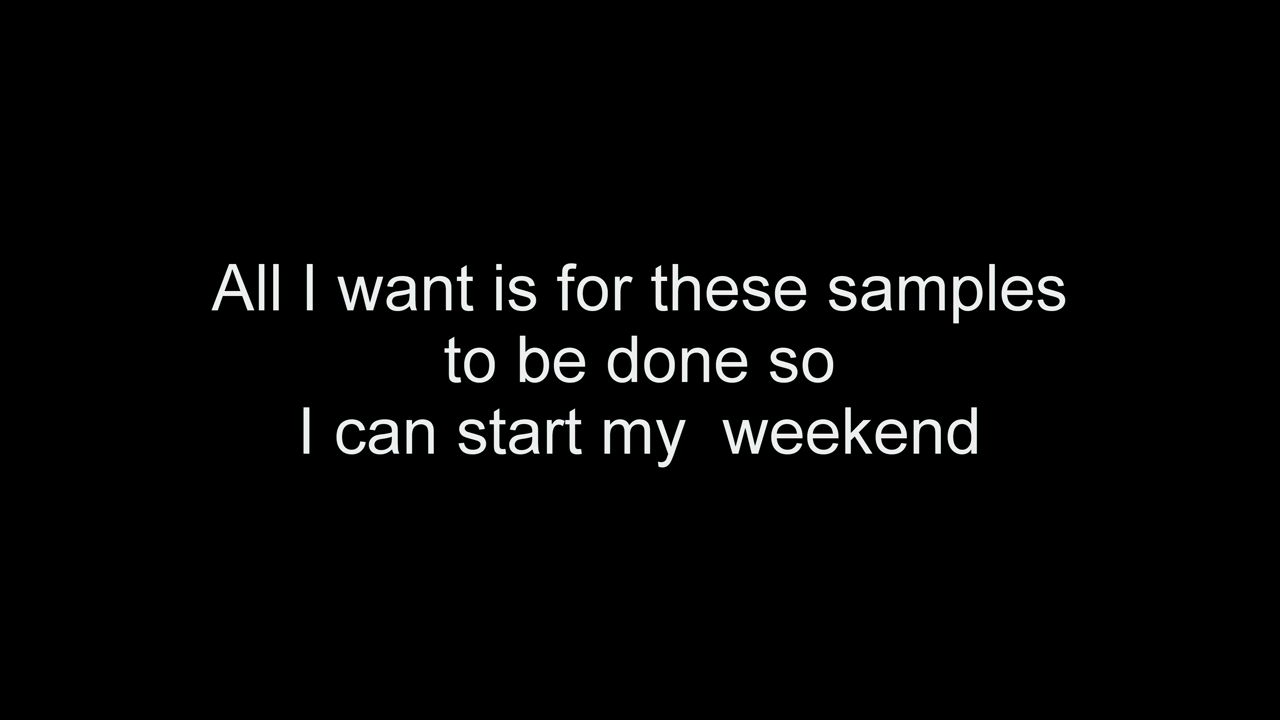 All I want is for these samples
to be done so
I can start my  weekend